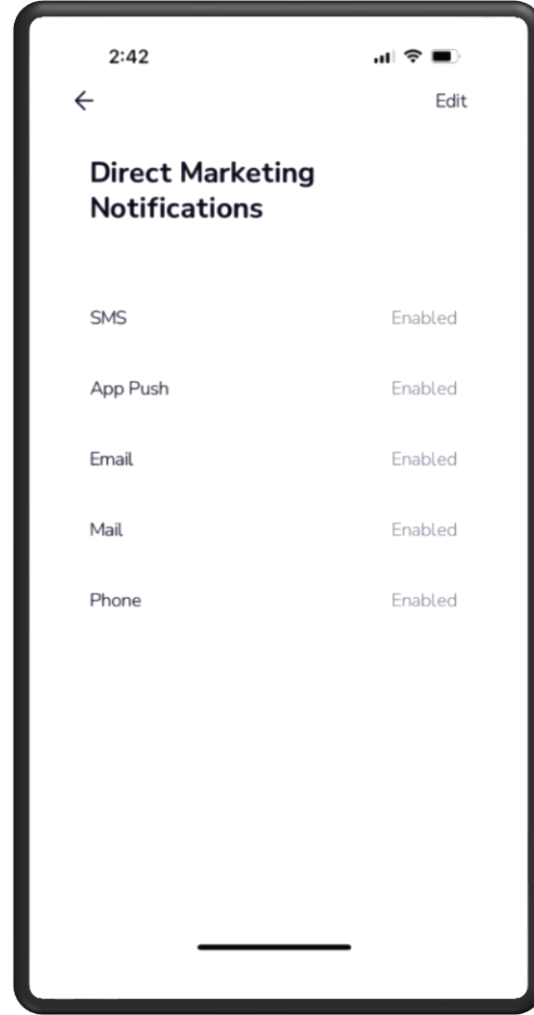 2:42
Edit
Direct Marketing
Notifications
SMS Enabled
App Push Enabled
Email Enabled
Mail Enabled
Phone Enabled